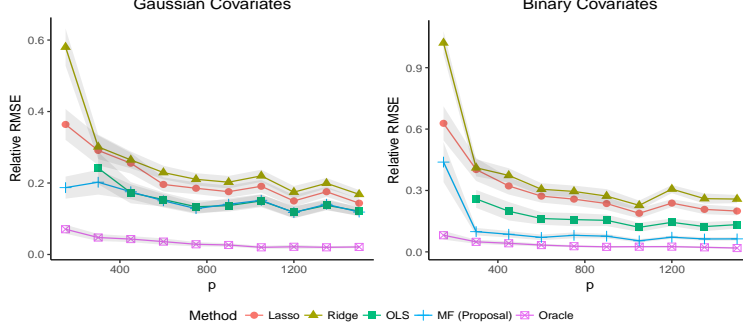 Gaussian Covariates
Binary Covariates
0.6
0.4
0.2
0.0
Relative RMSE
400
800
1200
p
0.9
0.6
0.3
0.0
Relative RMSE
400
800
1200
p
Method Lasso Ridge OLS MF (Proposal) Oracle